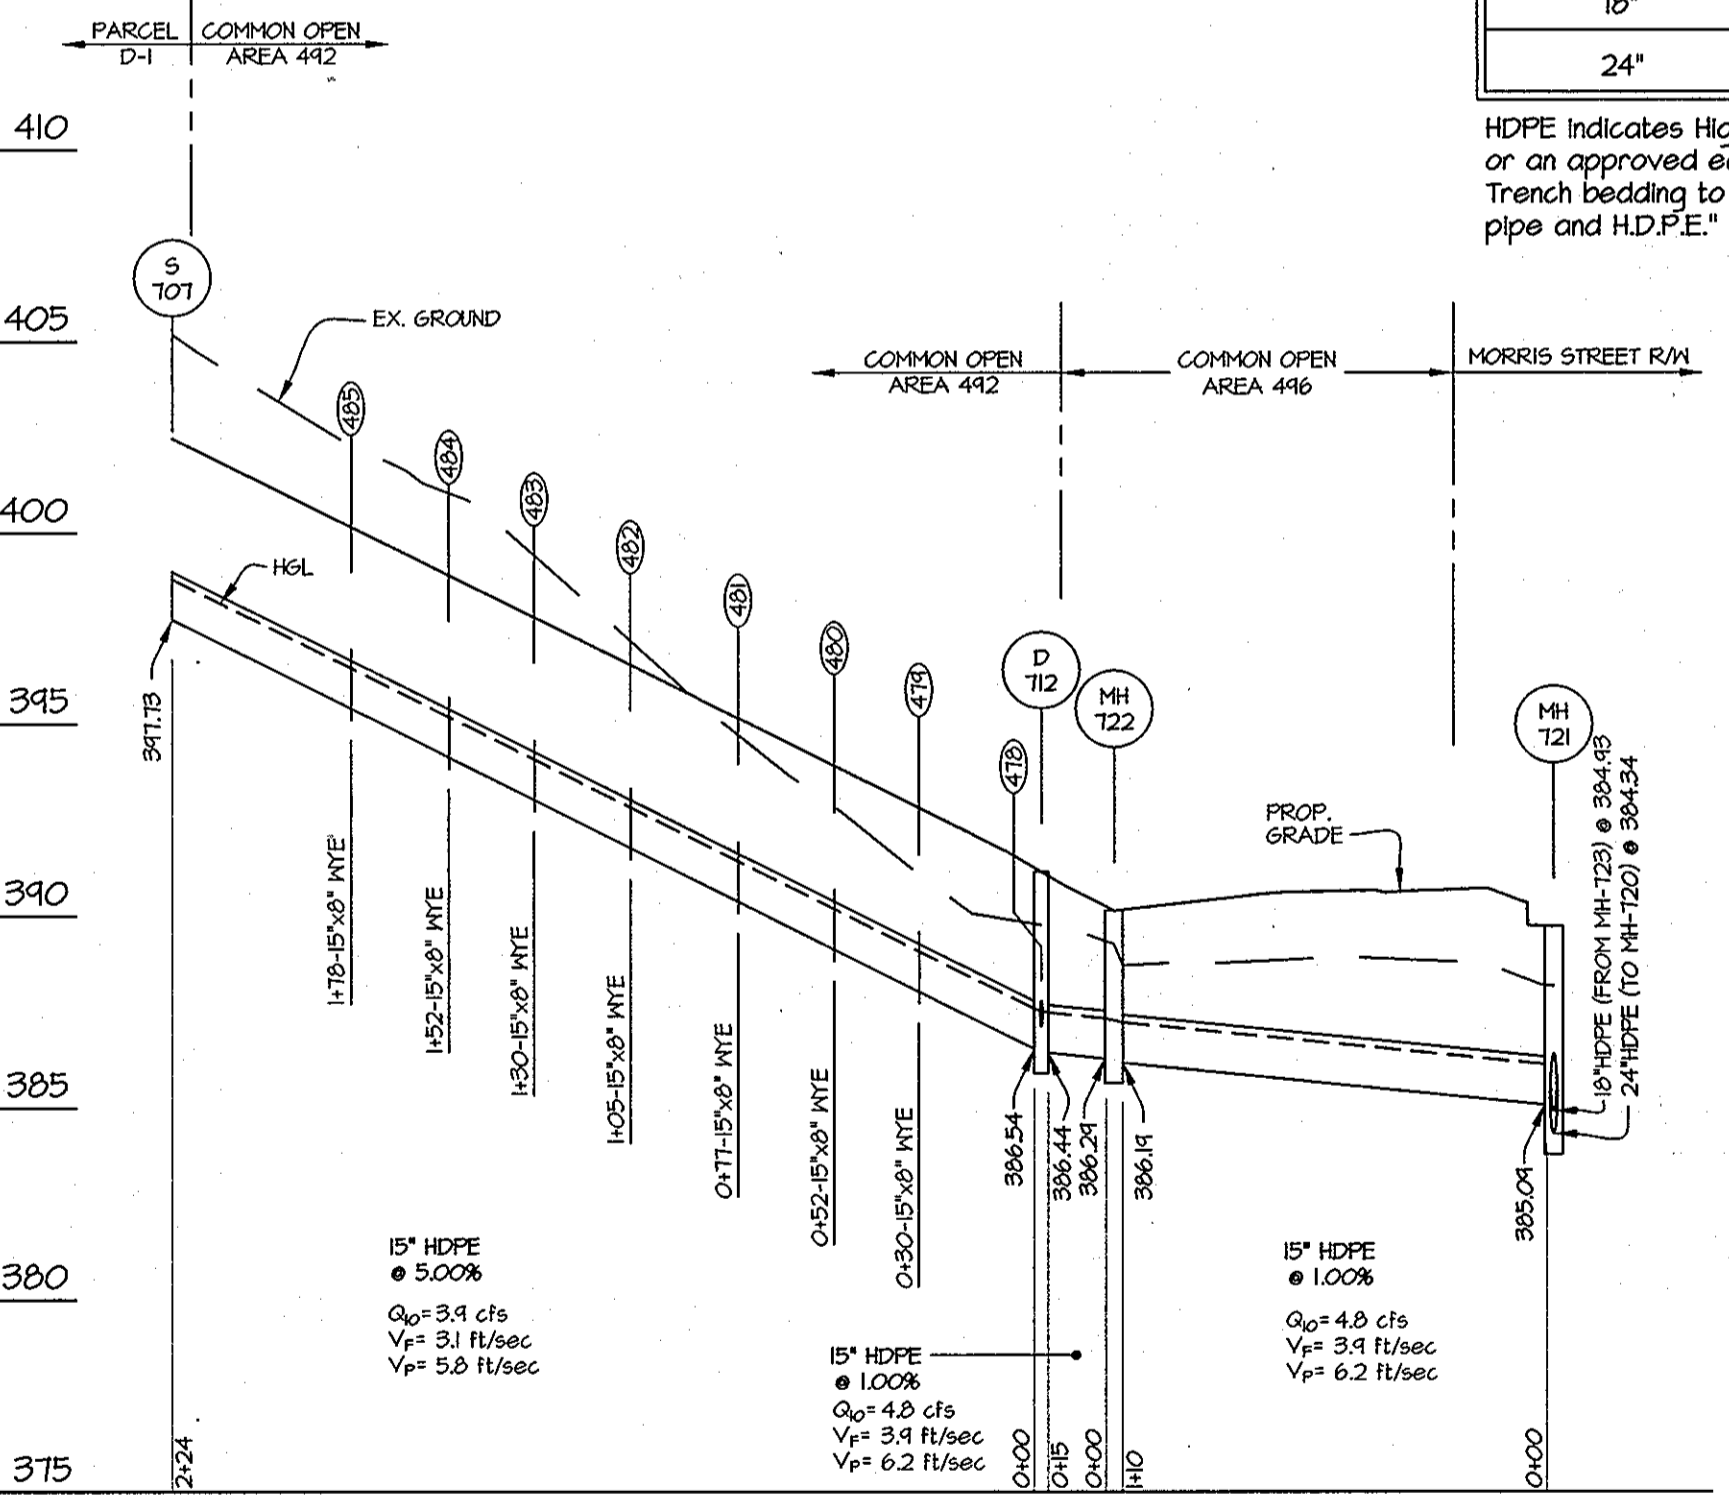 PARCEL
D-1
COMMON OPEN
AREA 492
24"
HDPE indicates
or an approved
Trench bedding to
pipe and H.D.P.E."
410
405
400
395
390
385
380
375
S
707
EX. GROUND
HGL
397.73
485
484
483
482
481
480
479
478
COMMON OPEN
AREA 492
COMMON OPEN
AREA 496
MORRIS STREET R/W
D
712
MH
722
MH
721
PROP.
GRADE
18"HDPE (FROM MH-723) @ 384.93
24"HDPE (TO MH-720) @ 384.34
1+78-15"x8" WYE
1+52-15"x8" WYE
1+30-15"x8" WYE
1+05-15"x8" WYE
0+77-15"x8" WYE
0+52-15"x8" WYE
0+30-15"x8" WYE
386.54
386.44
386.29
386.19
385.09
15" HDPE
@ 5.00%
Q10=3.9 cfs
VF= 3.1 ft/sec
VP= 5.8 ft/sec
15" HDPE
@ 1.00%
Q10=4.8 cfs
VF= 3.9 ft/sec
VP= 6.2 ft/sec
15" HDPE
@ 1.00%
Q10=4.8 cfs
VF= 3.9 ft/sec
VP= 6.2 ft/sec
2+24
0+00
0+15
0+00
1+10
0+00